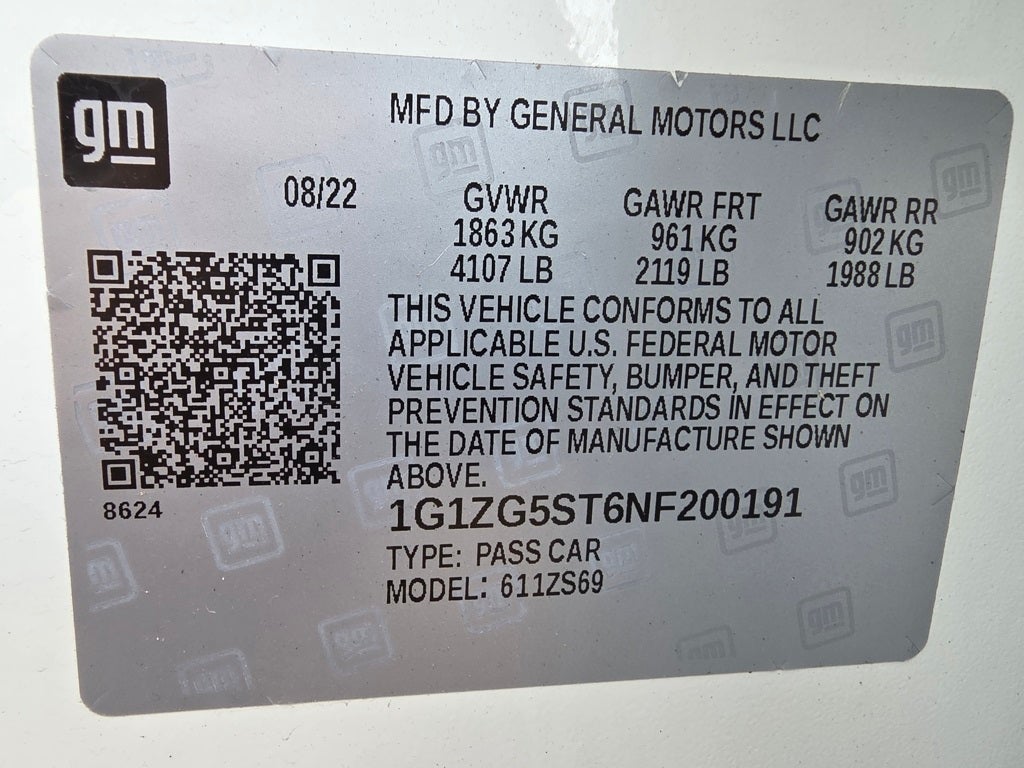 gm
MFD BY GENERAL MOTORS LLC
08/22
GVWR
1863 KG
4107 LB
GAWR FRT
961 KG
2119 LB
GAWR RR
902 KG
1988 LB
THIS VEHICLE CONFORMS TO ALL
APPLICABLE U.S. FEDERAL MOTOR
VEHICLE SAFETY, BUMPER, AND THEFT
PREVENTION STANDARDS IN EFFECT ON
THE DATE OF MANUFACTURE SHOWN
ABOVE.
8624
1G1ZG5ST6NF200191
TYPE: PASS CAR
MODEL: 611ZS69